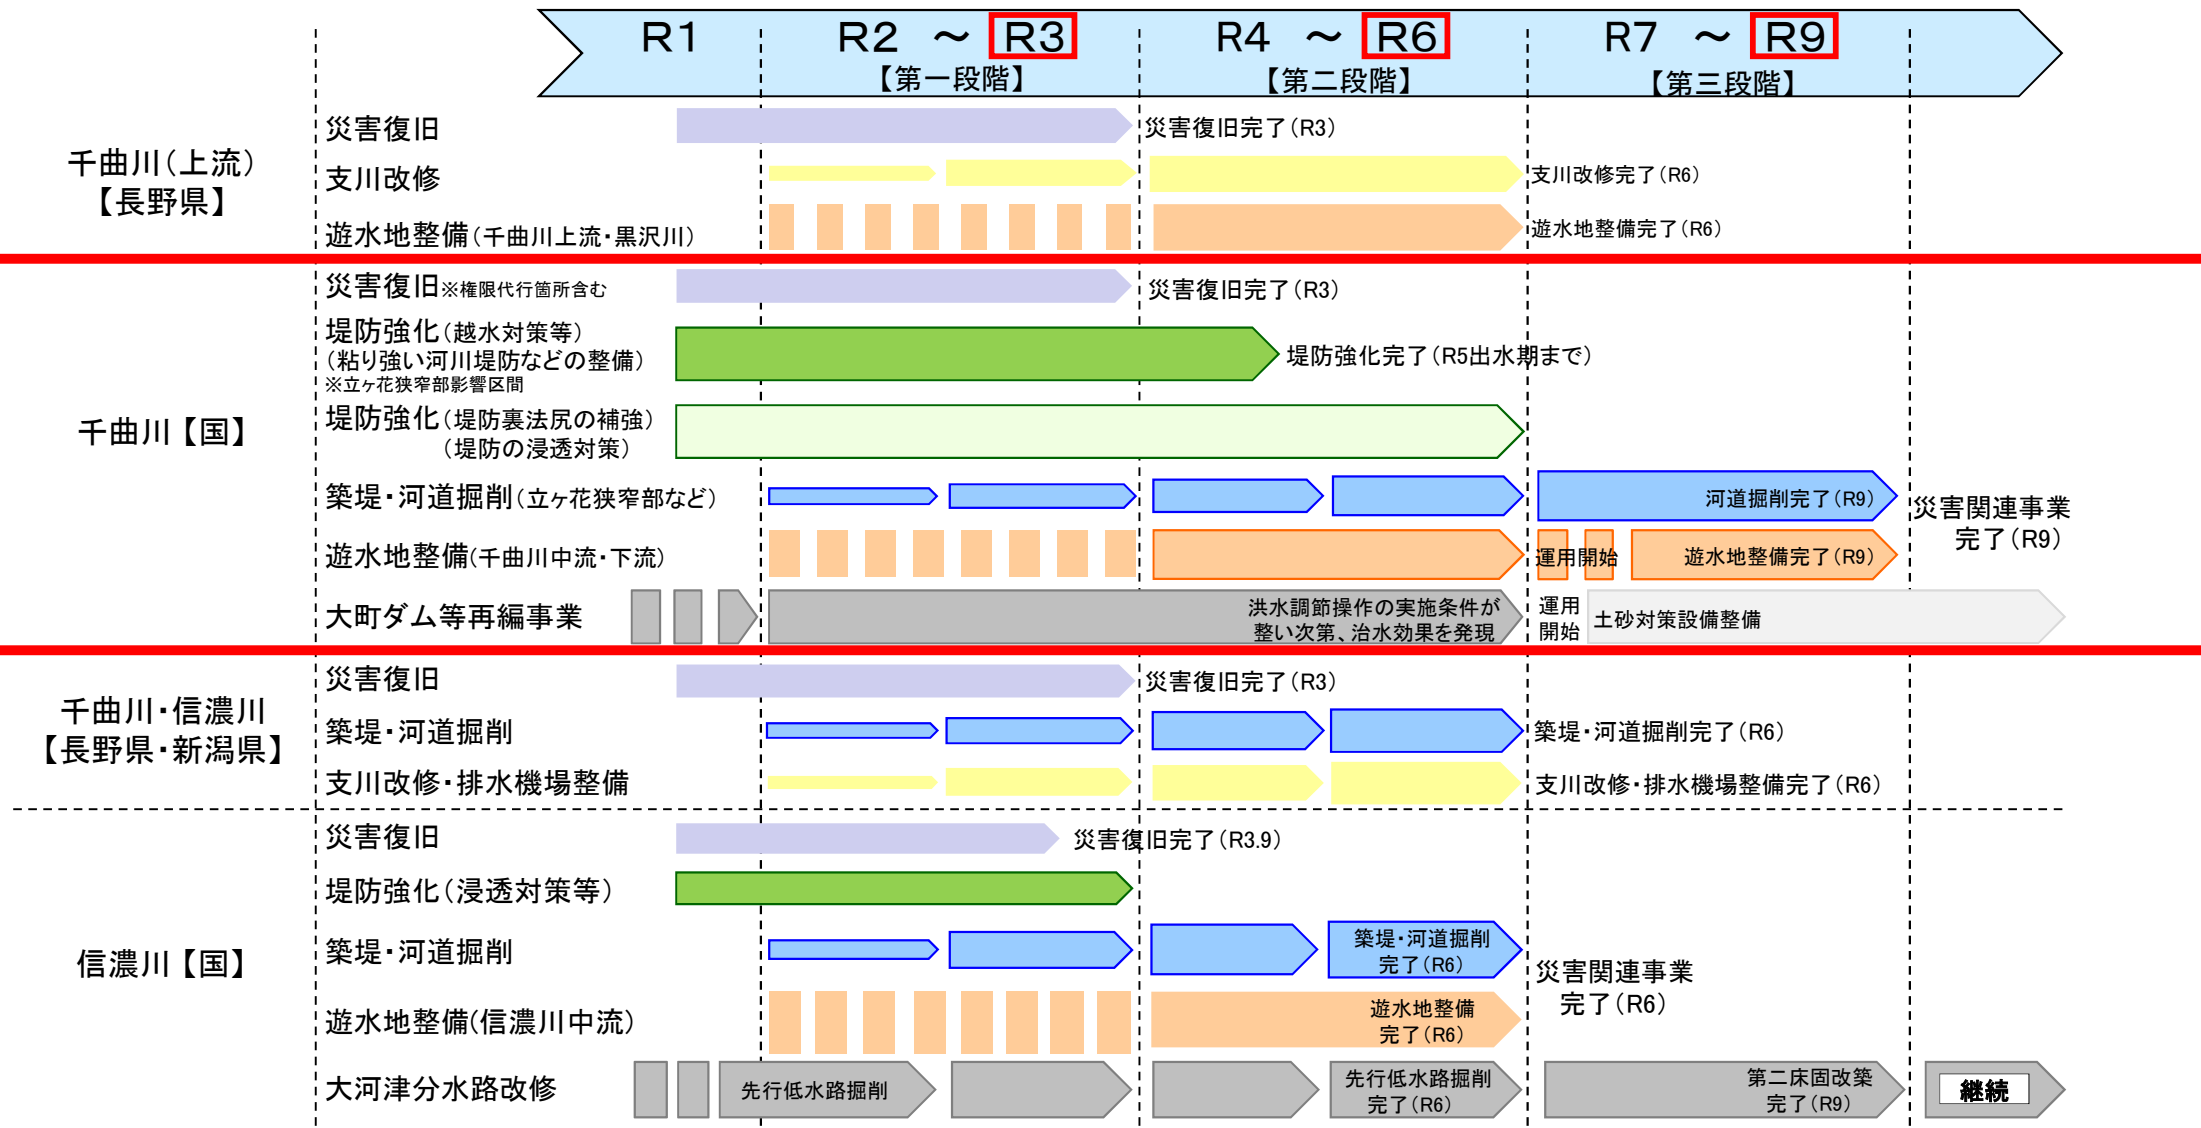 R1
R2 ～ R3
【第一段階】
R4 ～ R6
【第二段階】
R7 ～ R9
【第三段階】
千曲川（上流）
【長野県】
災害復旧
災害復旧完了（R3）
支川改修
支川改修完了（R6）
遊水地整備（千曲川上流・黒沢川）
遊水地整備完了（R6）
千曲川【国】
災害復旧※権限代行箇所含む
災害復旧完了（R3）
堤防強化（越水対策等）
（粘り強い河川堤防などの整備）
※立ヶ花狭窄部影響区間
堤防強化完了（R5出水期まで）
堤防強化（堤防裏法尻の補強）
（堤防の浸透対策）
築堤・河道掘削（立ヶ花狭窄部など）
河道掘削完了（R9）
遊水地整備（千曲川中流・下流）
運用開始
遊水地整備完了（R9）
災害関連事業
完了（R9）
大町ダム等再編事業
洪水調節操作の実施条件が
整い次第、治水効果を発現
運用
開始
土砂対策設備整備
千曲川・信濃川
【長野県・新潟県】
災害復旧
災害復旧完了（R3）
築堤・河道掘削
築堤・河道掘削完了（R6）
支川改修・排水機場整備
支川改修・排水機場整備完了（R6）
信濃川【国】
災害復旧
災害復旧完了（R3.9）
堤防強化（浸透対策等）
築堤・河道掘削
築堤・河道掘削
完了（R6）
遊水地整備（信濃川中流）
遊水地整備
完了（R6）
災害関連事業
完了（R6）
大河津分水路改修
先行低水路掘削
先行低水路掘削
完了（R6）
第二床固改築
完了（R9）
継続